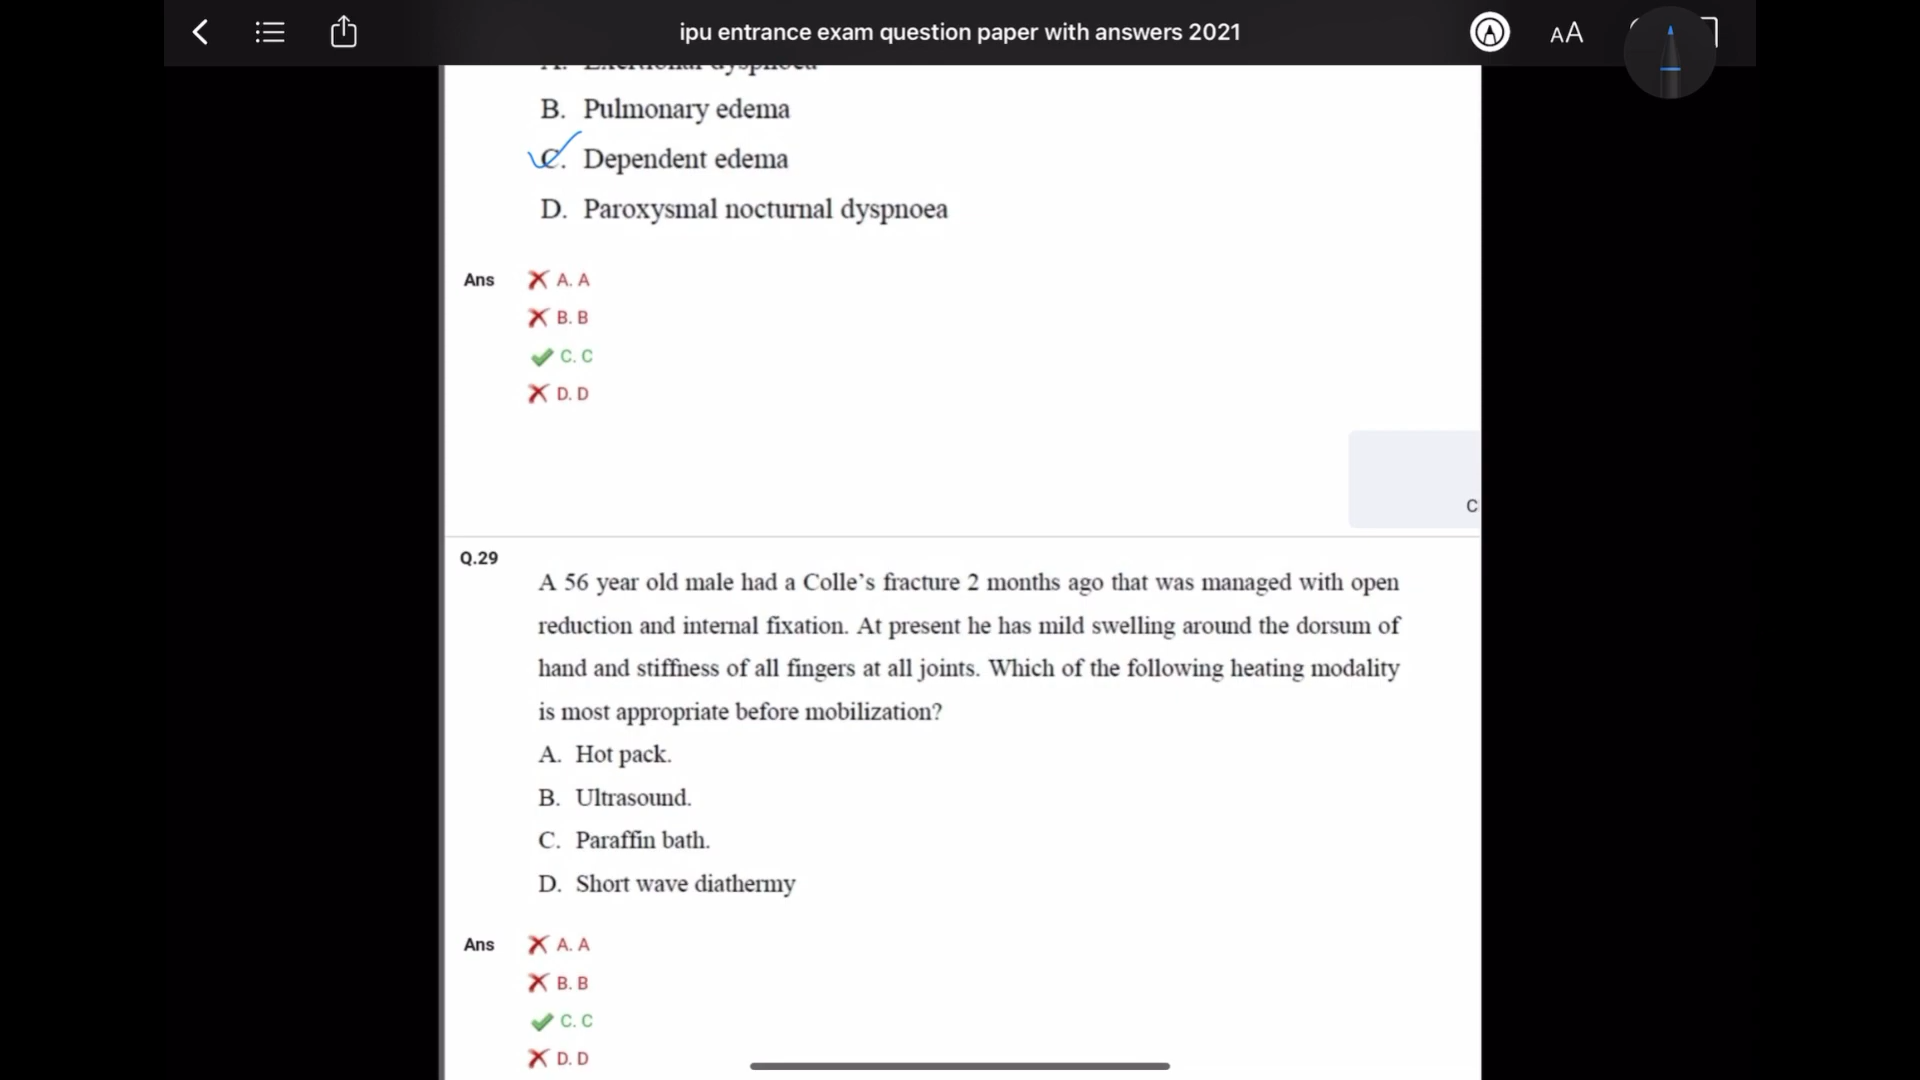 ipu entrance exam question paper with answers 2021
AA
A. Exertional dyspnoea
B. Pulmonary edema
C. Dependent edema
D. Paroxysmal nocturnal dyspnoea
Ans
A. A
B. B
C. C
D. D
C
Q.29
A 56 year old male had a Colle’s fracture 2 months ago that was managed with open
reduction and internal fixation. At present he has mild swelling around the dorsum of
hand and stiffness of all fingers at all joints. Which of the following heating modality
is most appropriate before mobilization?
A. Hot pack.
B. Ultrasound.
C. Paraffin bath.
D. Short wave diathermy
Ans
A. A
B. B
C. C
D. D